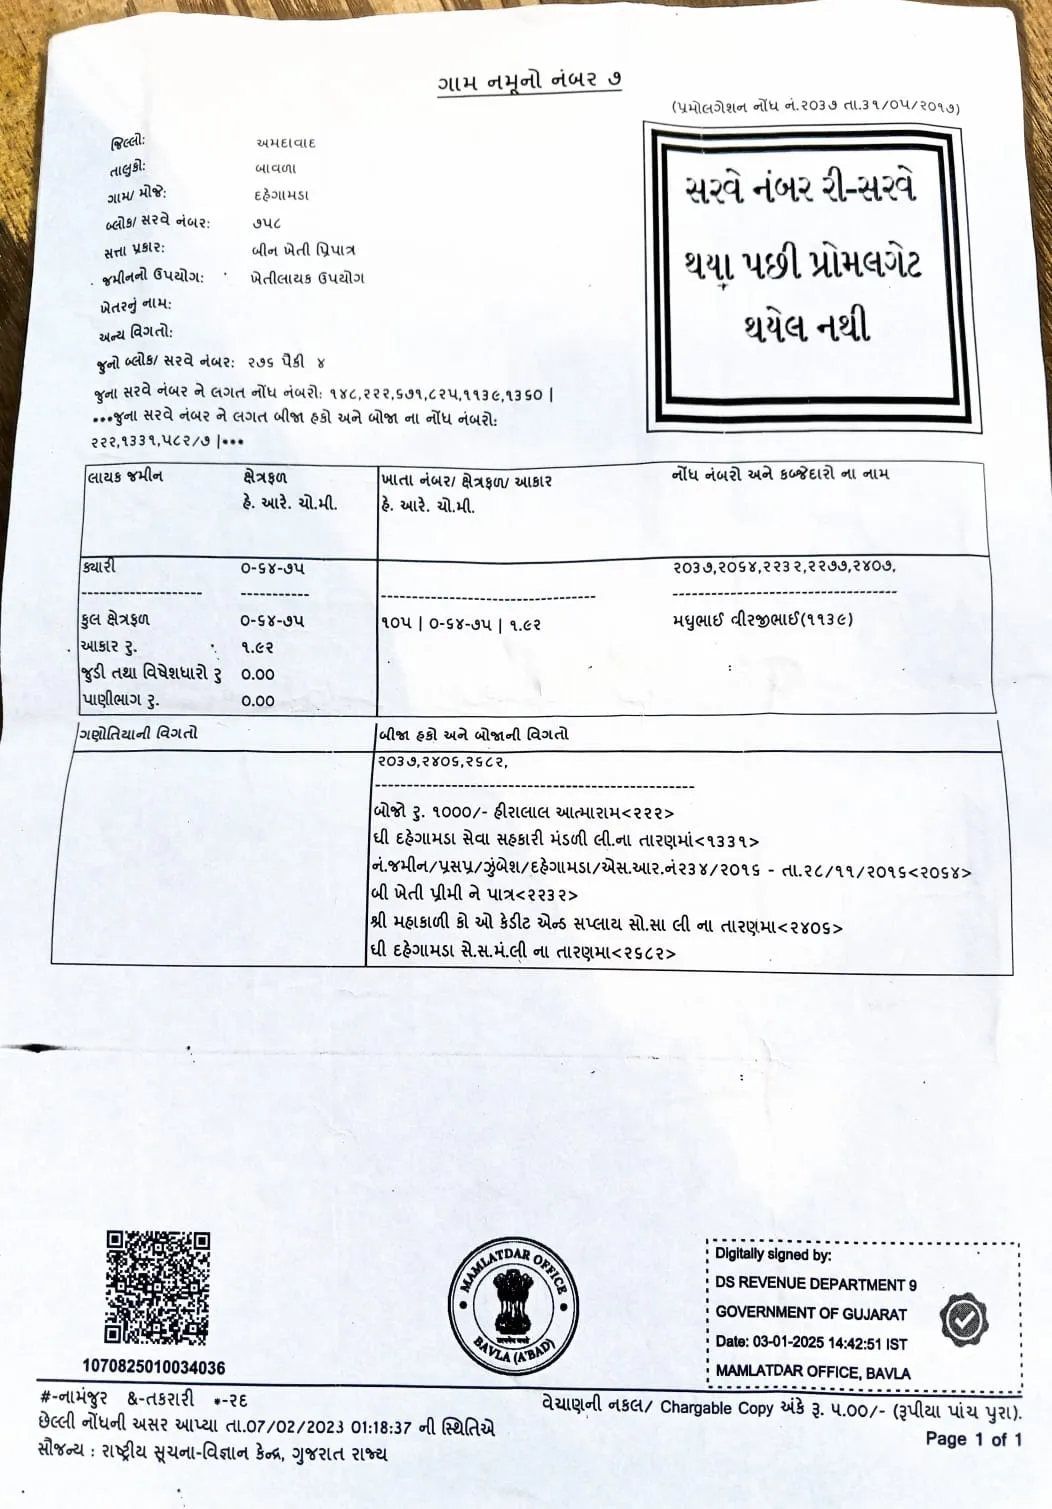 ગામ નમૂનો નંબર ૭
(પ્રમોલગેશન નોંધ નં.૨૦૩૭ તા.૩૧/૦૫/૨૦૧૭)
જિલ્લો: અમદાવાદ
તાલુકો: બાવળા
ગામ/ મોજે: દહેગામડા
બ્લોક/ સરવે નંબર: ૭૫૮
સત્તા પ્રકાર: બીન ખેતી પ્રિપાત્ર
જમીનનો ઉપયોગ: ખેતીલાયક ઉપયોગ
ખેતરનું નામ:
અન્ય વિગતો:
જુનો બ્લોક/ સરવે નંબર: ૨૭૬ પૈકી ૪
જુના સરવે નંબર ને લગત નોંધ નંબરો: ૧૪૮,૨૨૨,૬૭૧,૮૨૫,૧૧૩૯,૧૩૬૦ |
***જુના સરવે નંબર ને લગત બીજા હકો અને બોજા ના નોંધ નંબરો:
૨૨૨,૧૩૩૧,૫૮૨/૭ |***
સરવે નંબર રી-સરવે
થયા પછી પ્રોમલગેટ
થયેલ નથી
લાયક જમીન ક્ષેત્રફળ ખાતા નંબર/ ક્ષેત્રફળ/ આકાર નોંધ નંબરો અને કબ્જેદારો ના નામ
હે. આરે. ચો.મી. હે. આરે. ચો.મી.
ક્યારી ૦-૬૪-૭૫ ૨૦૩૭,૨૦૬૪,૨૨૩૨,૨૨૭૭,૨૪૦૭,
કુલ ક્ષેત્રફળ ૦-૬૪-૭૫ ૧૦૫ | ૦-૬૪-૭૫ | ૧.૯૨ મધુભાઈ વીરજીભાઈ(૧૧૩૯)
આકાર રુ. ૧.૯૨
જુડી તથા વિષેશધારો રુ 0.00
પાણીભાગ રુ. 0.00
ગણોતિયાની વિગતો બીજા હકો અને બોજાની વિગતો
૨૦૩૭,૨૪૦૬,૨૬૮૨,
બોજો રુ. ૧૦૦૦/- હીરાલાલ આત્મારામ<૨૨૨>
ધી દહેગામડા સેવા સહકારી મંડળી લી.ના તારણમાં<૧૩૩૧>
નં.જમીન/પ્રસપ્ર/ઝુંબેશ/દહેગામડા/એસ.આર.નં૨૩૪/૨૦૧૬ - તા.૨૮/૧૧/૨૦૧૬<૨૦૬૪>
બી ખેતી પ્રીમી ને પાત્ર<૨૨૩૨>
શ્રી મહાકાળી કો ઓ ક્રેડીટ એન્ડ સપ્લાય સો.સા લી ના તારણમા<૨૪૦૬>
ધી દહેગામડા સે.સ.મં.લી ના તારણમા<૨૬૮૨>
MAMLATDAR OFFICE
BAVLA (A'BAD)
Digitally signed by:
DS REVENUE DEPARTMENT 9
GOVERNMENT OF GUJARAT
Date: 03-01-2025 14:42:51 IST
MAMLATDAR OFFICE, BAVLA
1070825010034036
#-નામંજુર &-તકરારી *-રદ
વેચાણની નકલ/ Chargable Copy અંકે રૂ. ૫.00/- (રૂપીયા પાંચ પુરા).
છેલ્લી નોંધની અસર આપ્યા તા.07/02/2023 01:18:37 ની સ્થિતિએ
Page 1 of 1
સૌજન્ય : રાષ્ટ્રીય સૂચના-વિજ્ઞાન કેન્દ્ર, ગુજરાત રાજ્ય